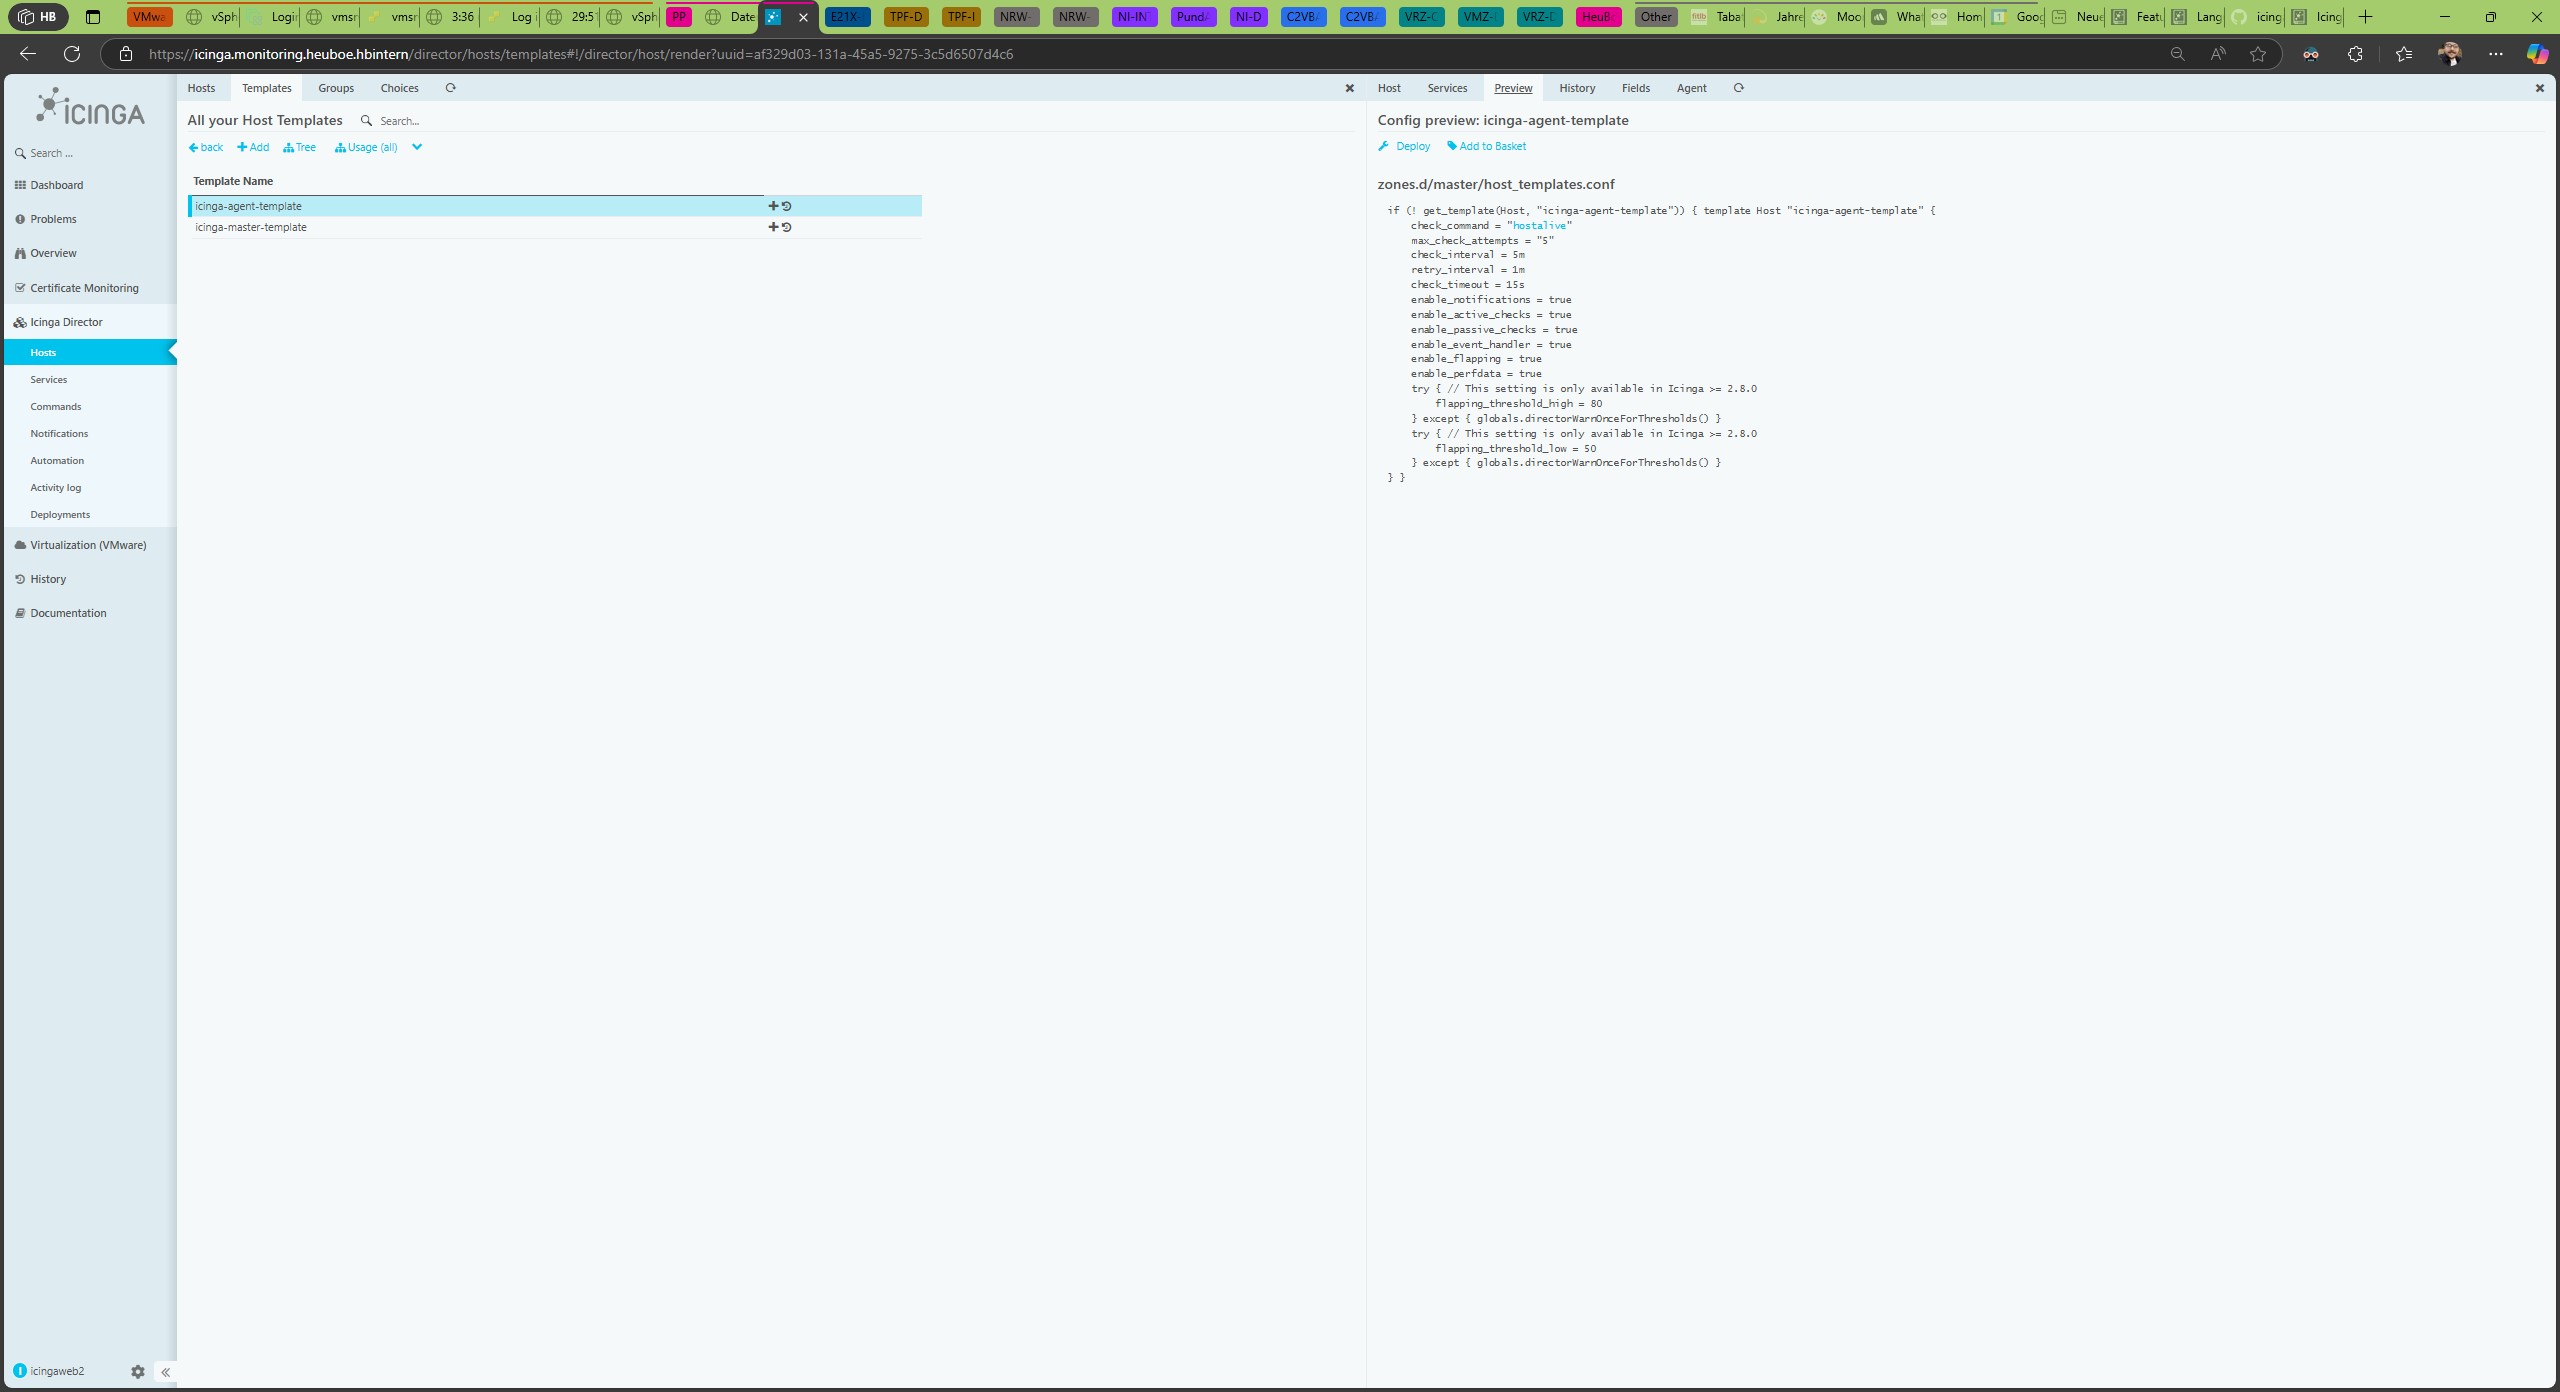 HB
VMwa
vSph
Logi
vmsr
vmsr
3:36
Log i
29:5
vSph
PP
Date
E21X-
TPF-D
TPF-I
NRW-
NRW-
NI-IN
Pund
NI-D
C2VB
C2VB
VRZ-C
VMZ-
VRZ-D
HeuB
Other
Taba
Jahre
Moo
Wha
Hom
Goog
Neue
Featu
Lang
icing
Icing
https://icinga.monitoring.heuboe.hbintern/director/hosts/templates#!/director/host/render?uuid=af329d03-131a-45a5-9275-3c5d6507d4c6
ICINGA
Search ...
Dashboard
Problems
Overview
Certificate Monitoring
Icinga Director
Hosts
Services
Commands
Notifications
Automation
Activity log
Deployments
Virtualization (VMware)
History
Documentation
icingaweb2
Hosts Templates Groups Choices
All your Host Templates Search...
back Add Tree Usage (all)
Template Name
icinga-agent-template
icinga-master-template
Host Services Preview History Fields Agent
Config preview: icinga-agent-template
Deploy Add to Basket
zones.d/master/host_templates.conf
if (! get_template(Host, "icinga-agent-template")) { template Host "icinga-agent-template" {
check_command = "hostalive"
max_check_attempts = "5"
check_interval = 5m
retry_interval = 1m
check_timeout = 15s
enable_notifications = true
enable_active_checks = true
enable_passive_checks = true
enable_event_handler = true
enable_flapping = true
enable_perfdata = true
try { // This setting is only available in Icinga >= 2.8.0
flapping_threshold_high = 80
} except { globals.directorWarnOnceForThresholds() }
try { // This setting is only available in Icinga >= 2.8.0
flapping_threshold_low = 50
} except { globals.directorWarnOnceForThresholds() }
} }